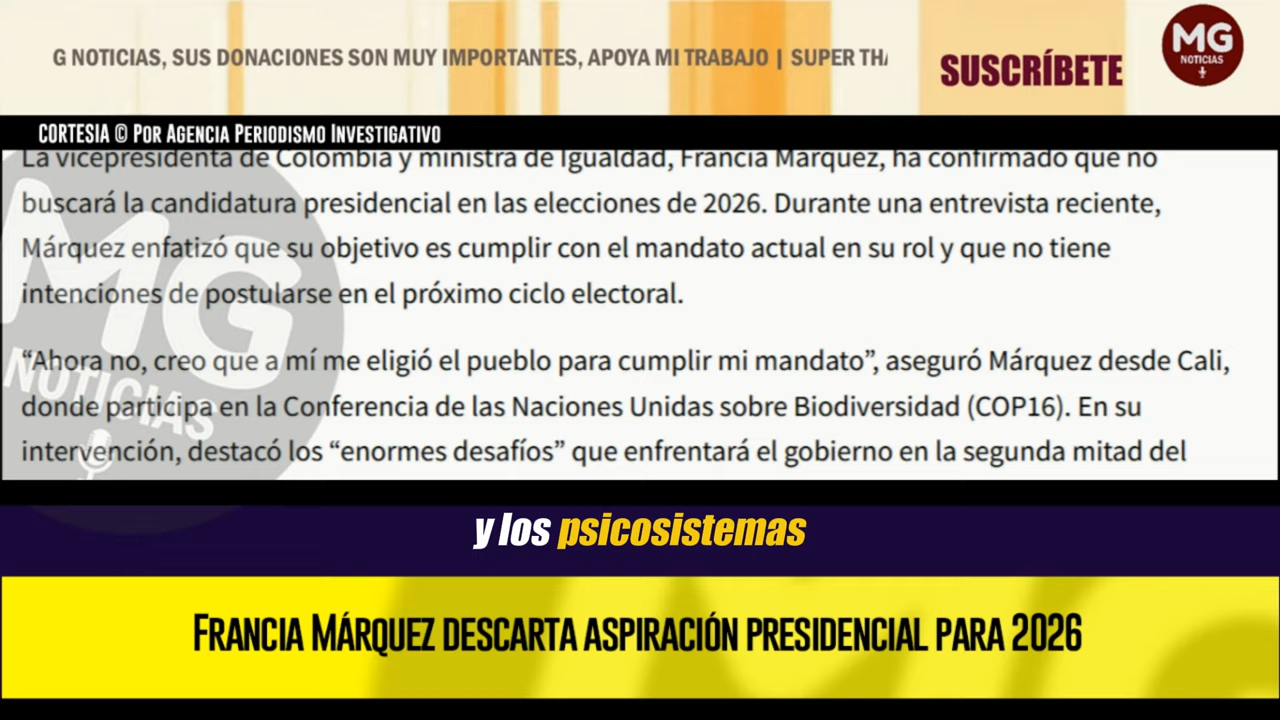 G NOTICIAS, SUS DONACIONES SON MUY IMPORTANTES, APOYA MI TRABAJO | SUPER THA
SUSCRÍBETE
MG
NOTICIAS
CORTESIA © POR AGENCIA PERIODISMO INVESTIGATIVO
La vicepresidenta de Colombia y ministra de Igualdad, Francia Márquez, ha confirmado que no
buscará la candidatura presidencial en las elecciones de 2026. Durante una entrevista reciente,
Márquez enfatizó que su objetivo es cumplir con el mandato actual en su rol y que no tiene
intenciones de postularse en el próximo ciclo electoral.
“Ahora no, creo que a mí me eligió el pueblo para cumplir mi mandato”, aseguró Márquez desde Cali,
donde participa en la Conferencia de las Naciones Unidas sobre Biodiversidad (COP16). En su
intervención, destacó los “enormes desafíos” que enfrentará el gobierno en la segunda mitad del
MG
NOTICIAS
y los psicosistemas
FRANCIA MÁRQUEZ DESCARTA ASPIRACIÓN PRESIDENCIAL PARA 2026